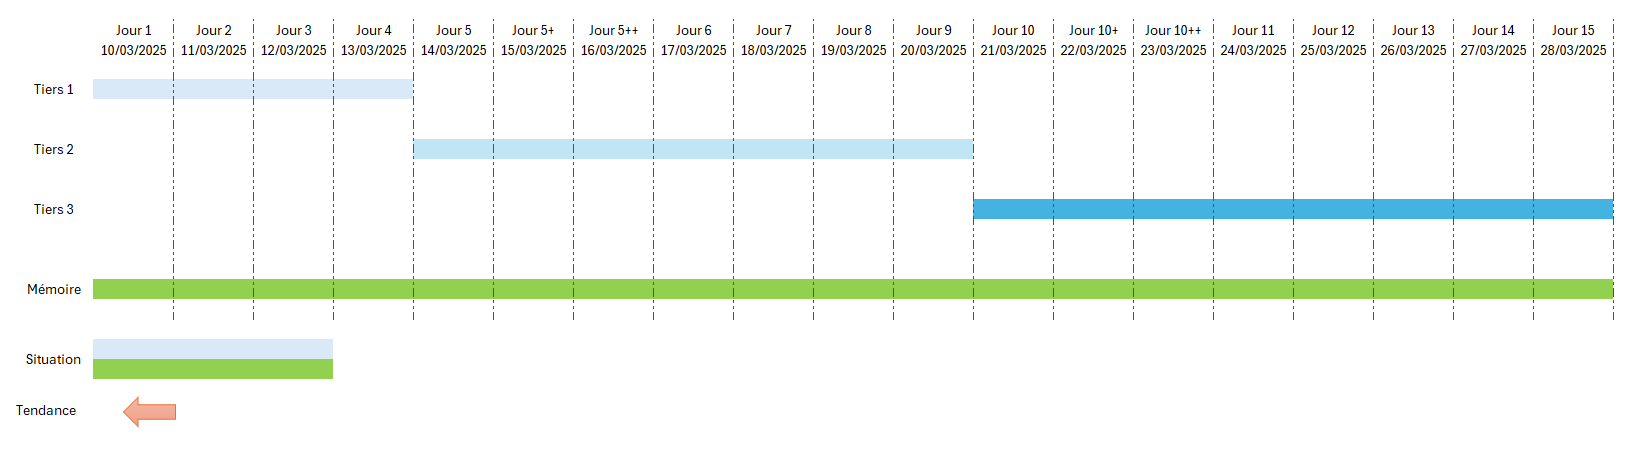 Jour 1 Jour 2 Jour 3 Jour 4 Jour 5 Jour 5+ Jour 5++ Jour 6 Jour 7 Jour 8 Jour 9 Jour 10 Jour 10+ Jour 10++ Jour 11 Jour 12 Jour 13 Jour 14 Jour 15
10/03/2025 11/03/2025 12/03/2025 13/03/2025 14/03/2025 15/03/2025 16/03/2025 17/03/2025 18/03/2025 19/03/2025 20/03/2025 21/03/2025 22/03/2025 23/03/2025 24/03/2025 25/03/2025 26/03/2025 27/03/2025 28/03/2025
Tiers 1
Tiers 2
Tiers 3
Mémoire
Situation
Tendance